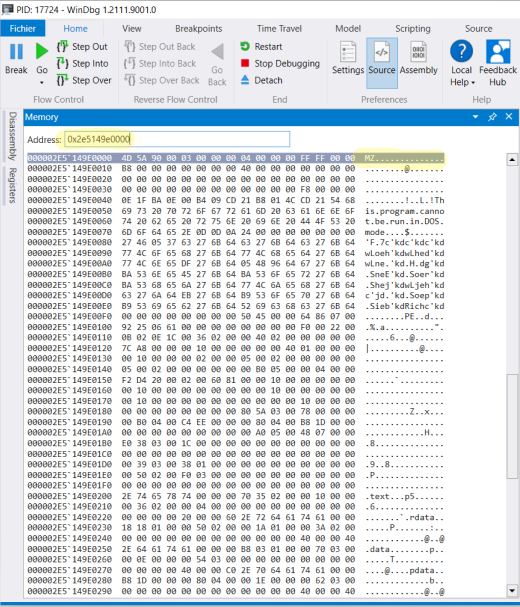 PID: 17724 - WinDbg 1.2111.9001.0
Fichier Home View Breakpoints Time Travel Model Scripting Source
Break Go Step Out Step Into Step Over
Step Out Back Step Into Back Step Over Back Go Back
Restart Stop Debugging Detach
Settings Source Assembly
Local Help Feedback Hub
Flow Control Reverse Flow Control End Preferences Help
Disassembly
Registers
Memory
Address: 0x2e5149e0000
000002E5`149E0000 4D 5A 90 00 03 00 00 00 04 00 00 00 FF FF 00 00 MZ..............
000002E5`149E0010 B8 00 00 00 00 00 00 00 40 00 00 00 00 00 00 00 ........@.......
000002E5`149E0020 00 00 00 00 00 00 00 00 00 00 00 00 00 00 00 00 ................
000002E5`149E0030 00 00 00 00 00 00 00 00 00 00 00 00 F8 00 00 00 ................
000002E5`149E0040 0E 1F BA 0E 00 B4 09 CD 21 B8 01 4C CD 21 54 68 ........!..L.!Th
000002E5`149E0050 69 73 20 70 72 6F 67 72 61 6D 20 63 61 6E 6E 6F is.program.canno
000002E5`149E0060 74 20 62 65 20 72 75 6E 20 69 6E 20 44 4F 53 20 t.be.run.in.DOS.
000002E5`149E0070 6D 6F 64 65 2E 0D 0D 0A 24 00 00 00 00 00 00 00 mode....$.......
000002E5`149E0080 27 46 05 37 63 27 6B 64 63 27 6B 64 63 27 6B 64 'F.7c'kdc'kdc'kd
000002E5`149E0090 77 4C 6F 65 68 27 6B 64 77 4C 68 65 64 27 6B 64 wLoeh'kdwLhed'kd
000002E5`149E00A0 77 4C 6E 65 DF 27 6B 64 05 48 96 64 67 27 6B 64 wLne.'kd.H.dg'kd
000002E5`149E00B0 BA 53 6E 65 45 27 6B 64 BA 53 6F 65 72 27 6B 64 .SneE'kd.Soer'kd
000002E5`149E00C0 BA 53 68 65 6A 27 6B 64 77 4C 6A 65 68 27 6B 64 .Shej'kdwLjeh'kd
000002E5`149E00D0 63 27 6A 64 EB 27 6B 64 B9 53 6F 65 70 27 6B 64 c'jd.'kd.Soep'kd
000002E5`149E00E0 B9 53 69 65 62 27 6B 64 52 69 63 68 63 27 6B 64 .Sieb'kdRichc'kd
000002E5`149E00F0 00 00 00 00 00 00 00 00 50 45 00 00 64 86 07 00 ........PE..d...
000002E5`149E0100 92 25 06 61 00 00 00 00 00 00 00 00 F0 00 22 00 .%.a..........".
000002E5`149E0110 0B 02 0E 1C 00 36 02 00 00 40 02 00 00 00 00 00 .....6...@......
000002E5`149E0120 7C A8 00 00 00 10 00 00 00 00 00 40 01 00 00 00 |..........@....
000002E5`149E0130 00 10 00 00 00 02 00 00 05 00 02 00 00 00 00 00 ................
000002E5`149E0140 05 00 02 00 00 00 00 00 00 B0 05 00 00 04 00 00 ................
000002E5`149E0150 F2 D4 20 00 02 00 60 81 00 00 10 00 00 00 00 00 ......`.........
000002E5`149E0160 00 10 00 00 00 00 00 00 00 00 10 00 00 00 00 00 ................
000002E5`149E0170 00 10 00 00 00 00 00 00 00 00 00 00 10 00 00 00 ................
000002E5`149E0180 00 00 00 00 00 00 00 00 80 5A 03 00 78 00 00 00 .........Z..x...
000002E5`149E0190 00 B0 04 00 C4 EE 00 00 00 80 04 00 B8 1D 00 00 ................
000002E5`149E01A0 00 00 00 00 00 00 00 00 00 A0 05 00 48 07 00 00 ............H...
000002E5`149E01B0 E0 38 03 00 1C 00 00 00 00 00 00 00 00 00 00 00 .8..............
000002E5`149E01C0 00 00 00 00 00 00 00 00 00 00 00 00 00 00 00 00 ................
000002E5`149E01D0 00 39 03 00 38 01 00 00 00 00 00 00 00 00 00 00 .9..8...........
000002E5`149E01E0 00 50 02 00 F0 03 00 00 00 00 00 00 00 00 00 00 .P..............
000002E5`149E01F0 00 00 00 00 00 00 00 00 00 00 00 00 00 00 00 00 ................
000002E5`149E0200 2E 74 65 78 74 00 00 00 70 35 02 00 00 10 00 00 .text...p5......
000002E5`149E0210 00 36 02 00 00 04 00 00 00 00 00 00 00 00 00 00 .6..............
000002E5`149E0220 00 00 00 00 20 00 00 60 2E 72 64 61 74 61 00 00 .......`.rdata..
000002E5`149E0230 18 18 01 00 00 50 02 00 00 1A 01 00 00 3A 02 00 .....P.......:..
000002E5`149E0240 00 00 00 00 00 00 00 00 00 00 00 00 40 00 00 40 ............@..@
000002E5`149E0250 2E 64 61 74 61 00 00 00 B8 03 01 00 00 70 03 00 .data........p..
000002E5`149E0260 00 0E 00 00 00 54 03 00 00 00 00 00 00 00 00 00 .....T..........
000002E5`149E0270 00 00 00 00 40 00 00 C0 2E 70 64 61 74 61 00 00 ....@....pdata..
000002E5`149E0280 B8 1D 00 00 00 80 04 00 00 1E 00 00 00 62 03 00 .............b..
000002E5`149E0290 00 00 00 00 00 00 00 00 00 00 00 00 40 00 00 40 ............@..@